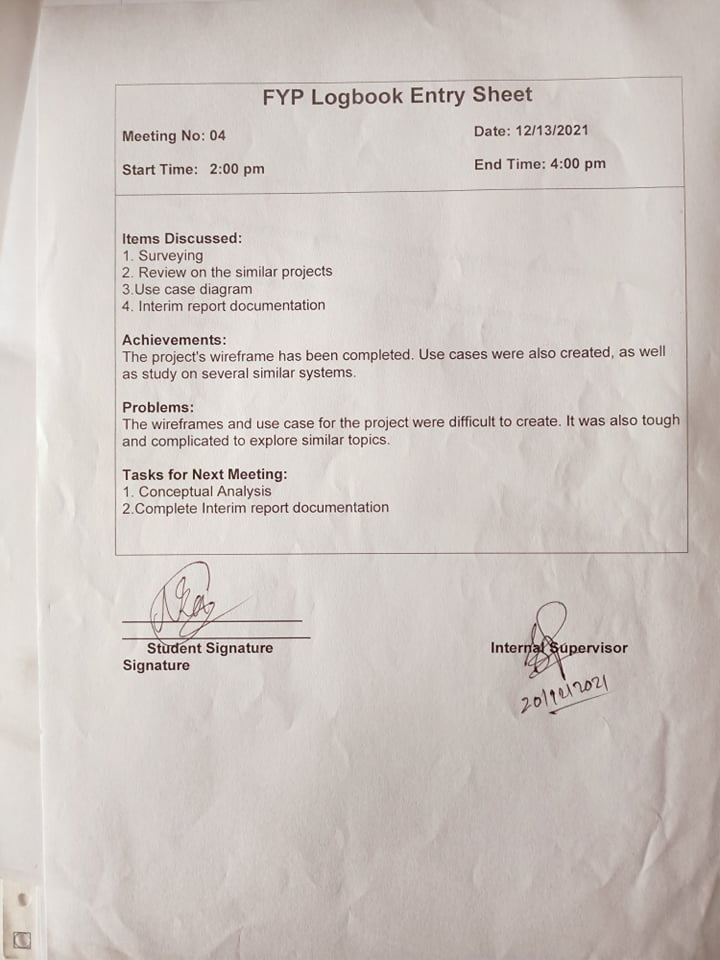 FYP Logbook Entry Sheet
Meeting No: 04
Date: 12/13/2021
Start Time: 2:00 pm
End Time: 4:00 pm
Items Discussed:
1. Surveying
2. Review on the similar projects
3.Use case diagram
4. Interim report documentation
Achievements:
The project's wireframe has been completed. Use cases were also created, as well
as study on several similar systems.
Problems:
The wireframes and use case for the project were difficult to create. It was also tough
and complicated to explore similar topics.
Tasks for Next Meeting:
1. Conceptual Analysis
2.Complete Interim report documentation
Student Signature
Internal Supervisor
Signature
20/12/2021